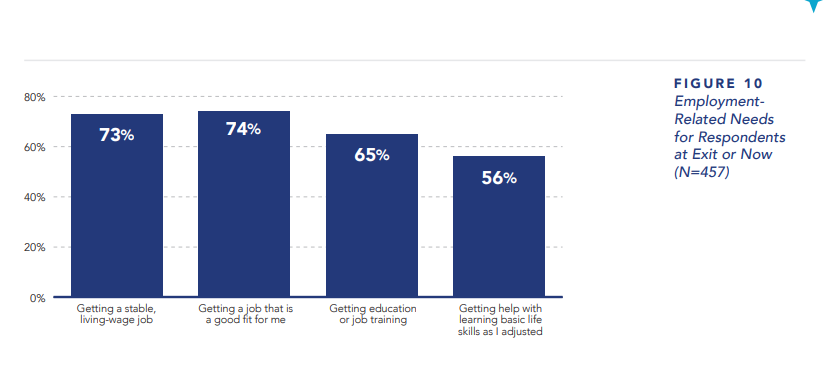 FIGURE 10
Employment-
Related Needs
for Respondents
at Exit or Now
(N=457)
80%
60%
40%
20%
0%
73%
74%
65%
56%
Getting a stable,
living-wage job
Getting a job that is
a good fit for me
Getting education
or job training
Getting help with
learning basic life
skills as I adjusted